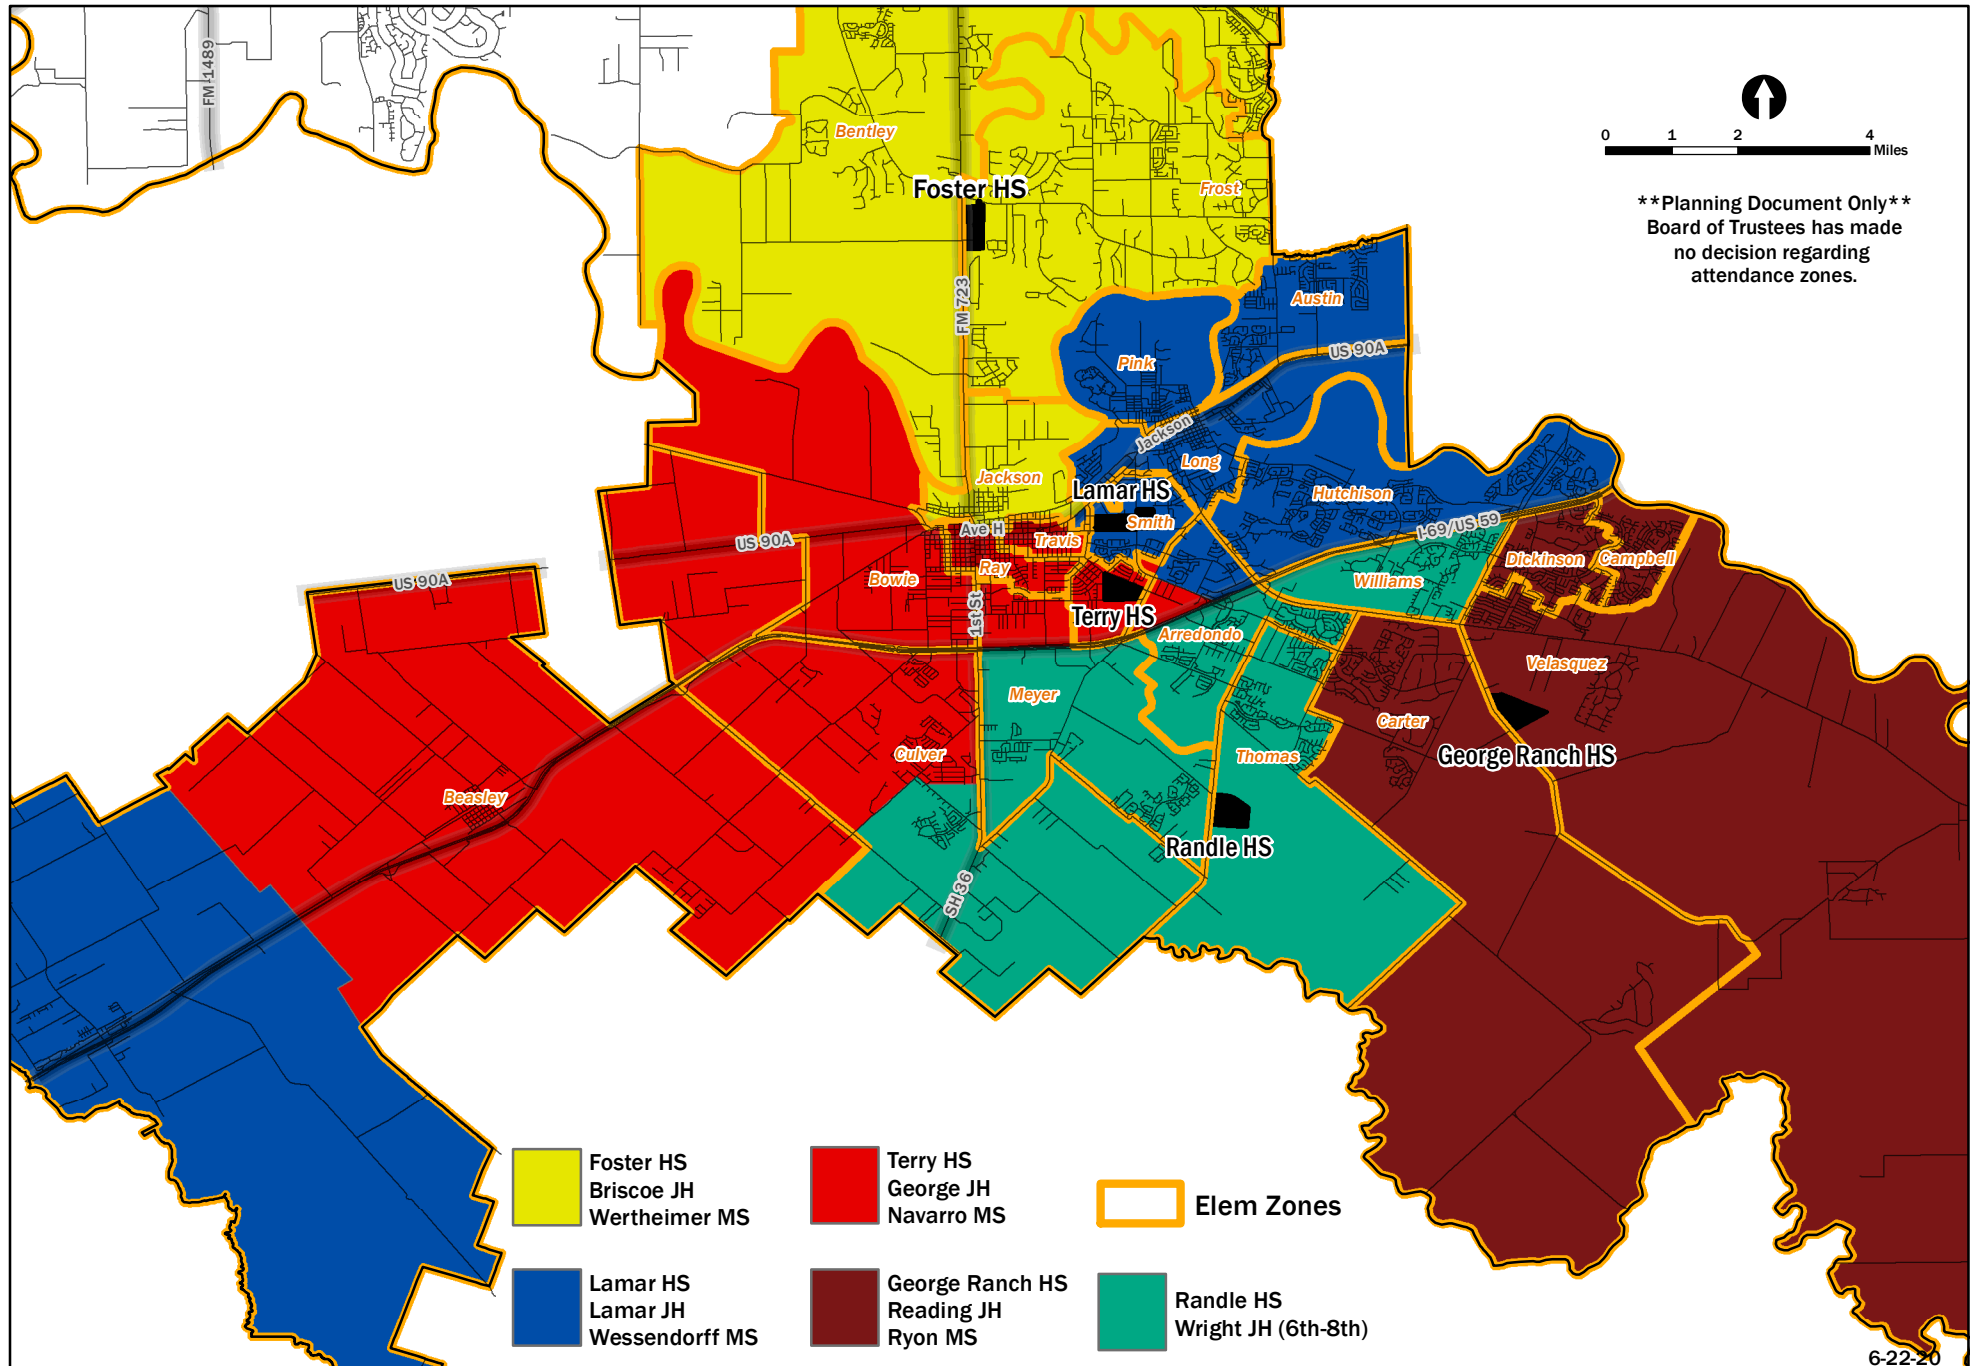 FM 1489
Bentley
Foster HS
Frost
0 1 2 4
Miles
**Planning Document Only**
Board of Trustees has made
no decision regarding
attendance zones.
FM 723
Austin
US 90A
Pink
Jackson
Long
Jackson
Lamar HS
Smith
Hutchison
I-69/US 59
Ave H
US 90A
Travis
Ray
Bowie
US 90A
Dickinson
Campbell
Williams
1st St
Terry HS
Arredondo
Velasquez
Meyer
Carter
Culver
Thomas
George Ranch HS
Beasley
Randle HS
SH 36
Foster HS
Briscoe JH
Wertheimer MS
Terry HS
George JH
Navarro MS
Elem Zones
Lamar HS
Lamar JH
Wessendorff MS
George Ranch HS
Reading JH
Ryon MS
Randle HS
Wright JH (6th-8th)
6-22-20